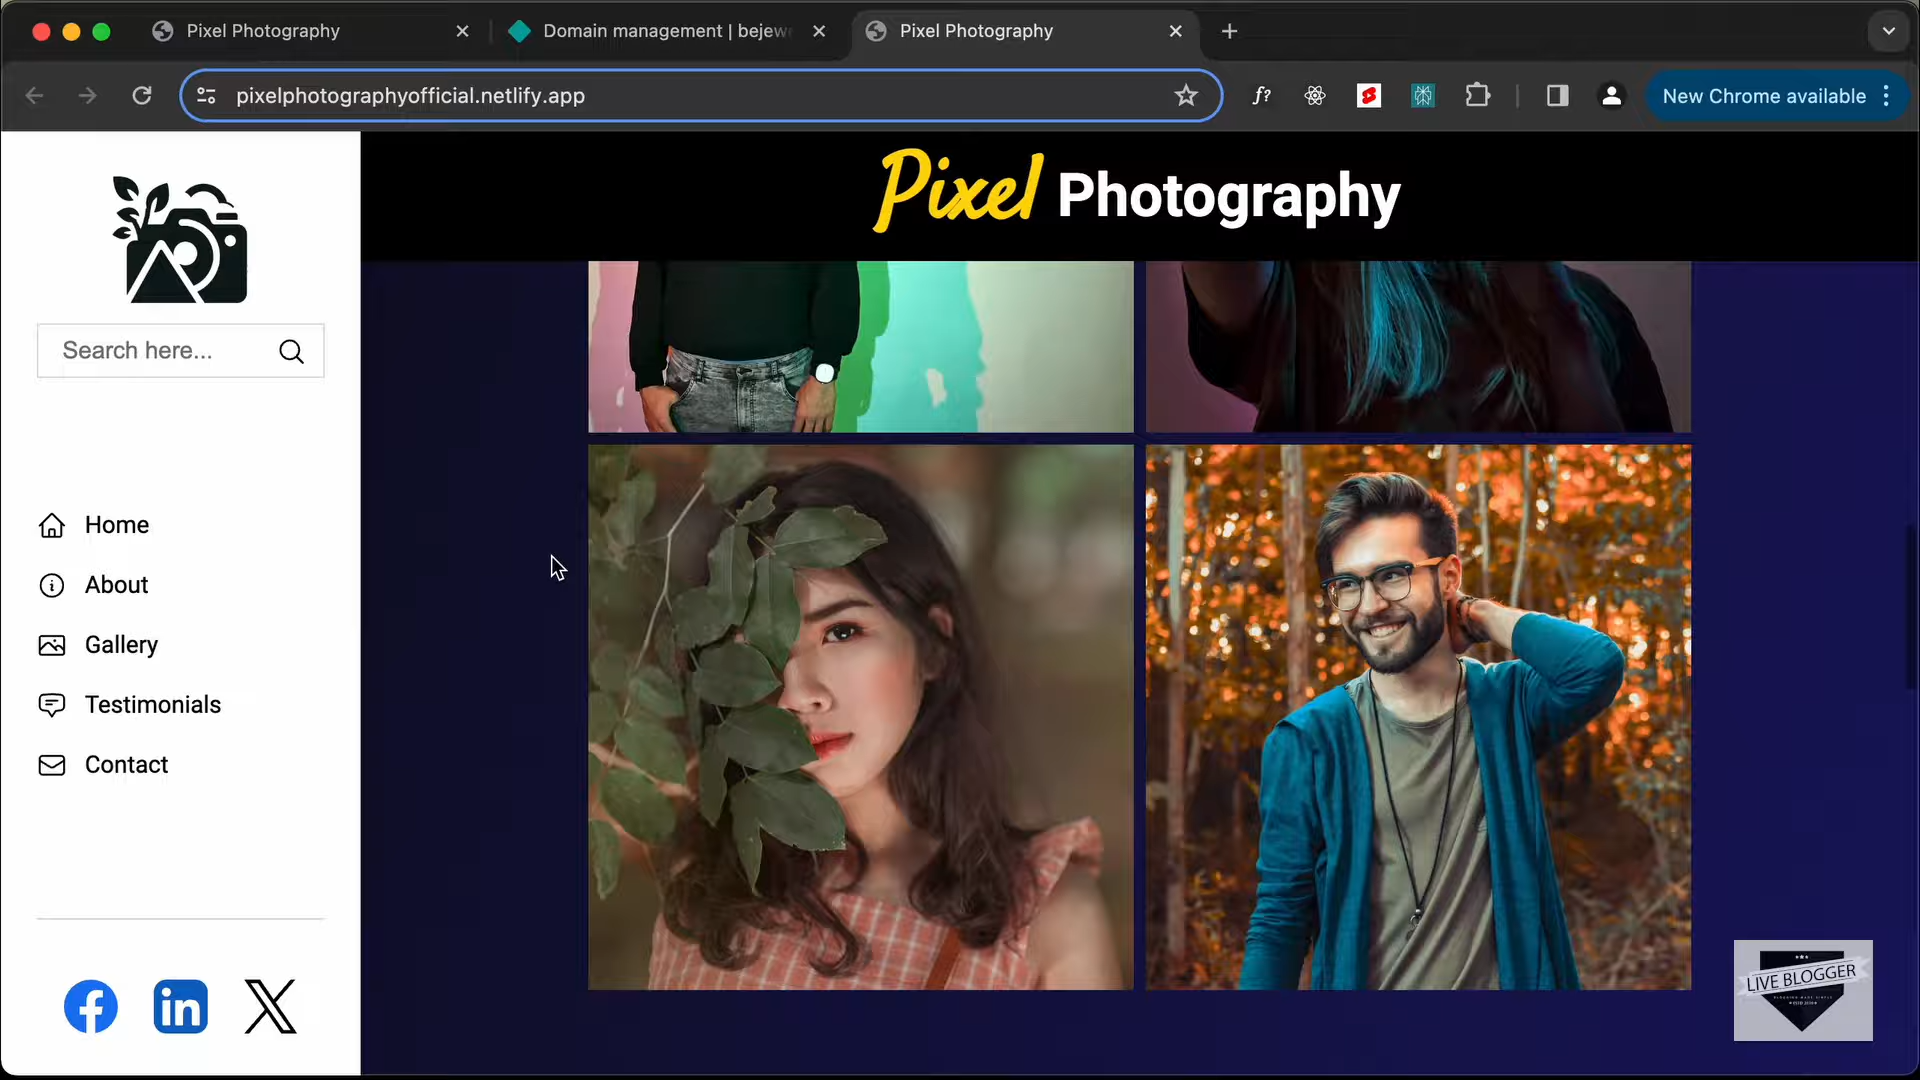 Pixel Photography
Domain management | bejew
Pixel Photography
pixelphotographyofficial.netlify.app
f?
New Chrome available
Pixel Photography
Search here...
Home
About
Gallery
Testimonials
Contact
LIVE BLOGGER